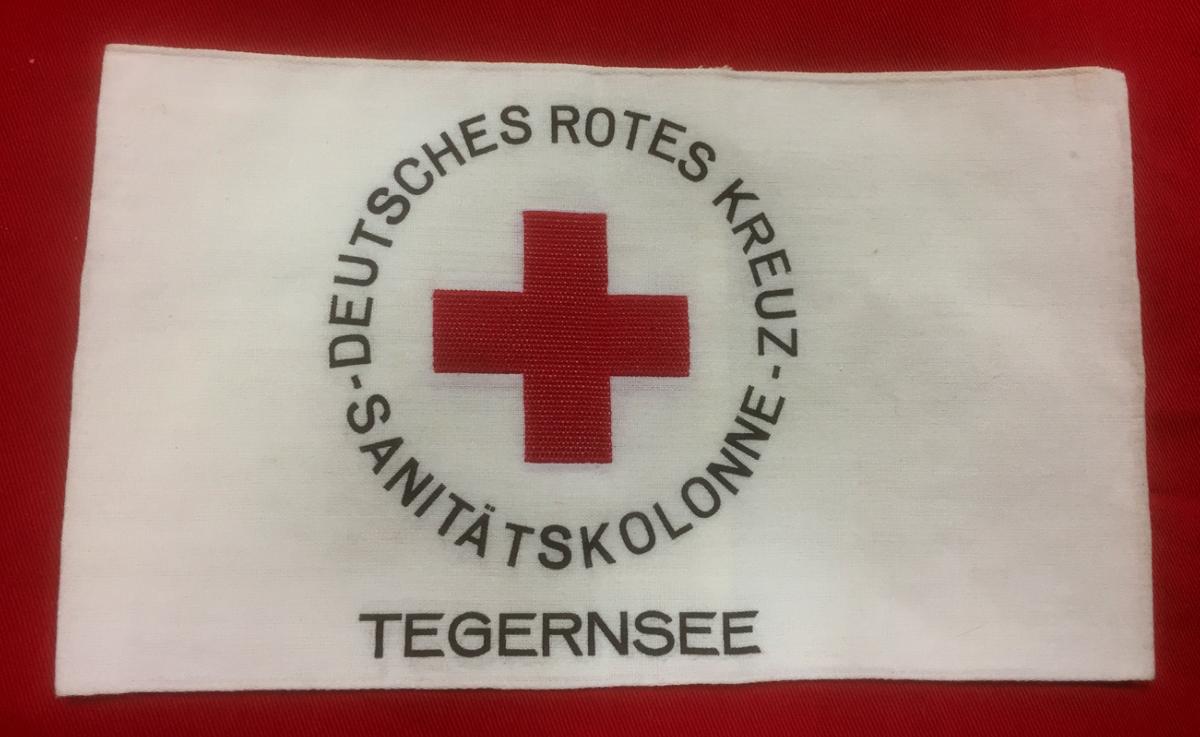 -DEUTSCHES ROTES KREUZ-
SANITÄTSKOLONNE
TEGERNSEE